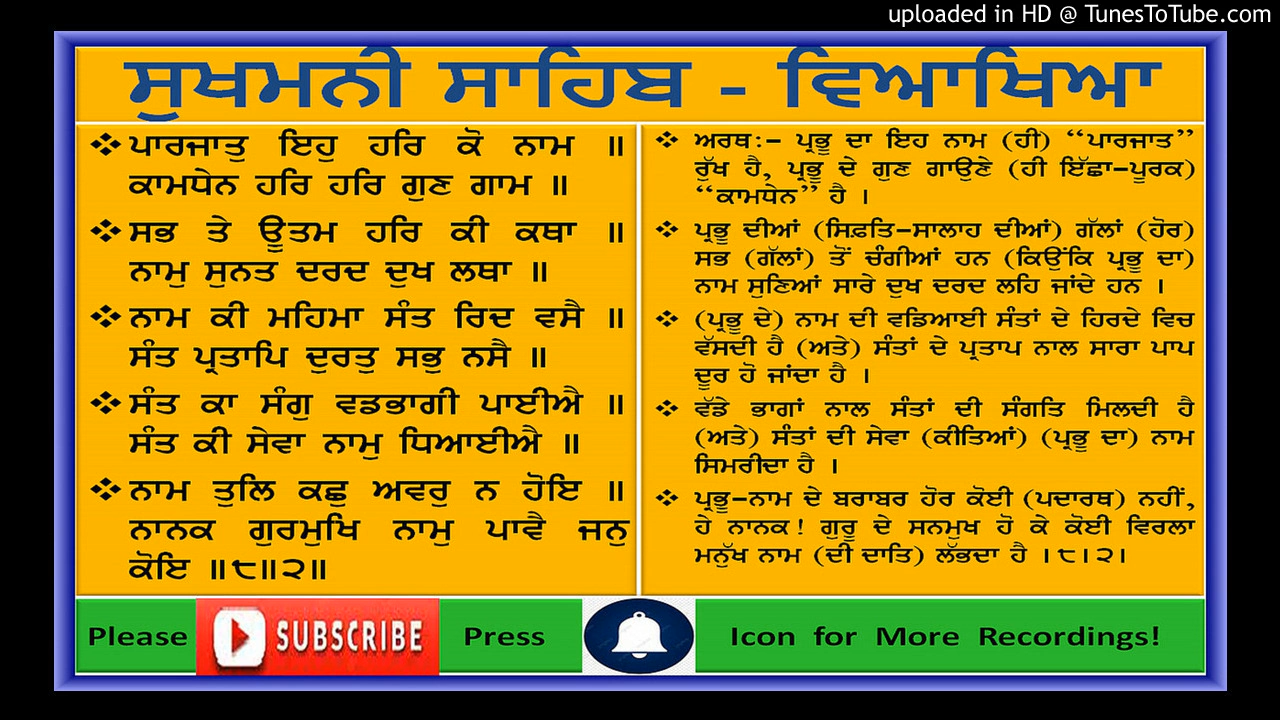 uploaded in HD @ TunesToTube.com
ਸੁਖਮਨੀ ਸਾਹਿਬ - ਵਿਆਖਿਆ
❖ ਪਾਰਜਾਤੁ ਇਹੁ ਹਰਿ ਕੋ ਨਾਮ ॥
ਕਾਮਧੇਨ ਹਰਿ ਹਰਿ ਗੁਣ ਗਾਮ ॥
❖ ਸਭ ਤੇ ਊਤਮ ਹਰਿ ਕੀ ਕਥਾ ॥
ਨਾਮੁ ਸੁਨਤ ਦਰਦ ਦੁਖ ਲਥਾ ॥
❖ ਨਾਮ ਕੀ ਮਹਿਮਾ ਸੰਤ ਰਿਦ ਵਸੈ ॥
ਸੰਤ ਪ੍ਰਤਾਪਿ ਦੁਰਤੁ ਸਭੁ ਨਸੈ ॥
❖ ਸੰਤ ਕਾ ਸੰਗੁ ਵਡਭਾਗੀ ਪਾਈਐ ॥
ਸੰਤ ਕੀ ਸੇਵਾ ਨਾਮੁ ਧਿਆਈਐ ॥
❖ ਨਾਮ ਤੁਲਿ ਕਛੁ ਅਵਰੁ ਨ ਹੋਇ ॥
ਨਾਨਕ ਗੁਰਮੁਖਿ ਨਾਮੁ ਪਾਵੈ ਜਨੁ
ਕੋਇ ॥੮॥੨॥
❖ ਅਰਥ:- ਪ੍ਰਭੂ ਦਾ ਇਹ ਨਾਮ (ਹੀ) “ਪਾਰਜਾਤ”
ਰੁੱਖ ਹੈ, ਪ੍ਰਭੂ ਦੇ ਗੁਣ ਗਾਉਣੇ (ਹੀ ਇੱਛਾ-ਪੂਰਕ)
“ਕਾਮਧੇਨ” ਹੈ ।
❖ ਪ੍ਰਭੂ ਦੀਆਂ (ਸਿਫ਼ਤਿ-ਸਾਲਾਹ ਦੀਆਂ) ਗੱਲਾਂ (ਹੋਰ)
ਸਭ (ਗੱਲਾਂ) ਤੋਂ ਚੰਗੀਆਂ ਹਨ (ਕਿਉਂਕਿ ਪ੍ਰਭੂ ਦਾ)
ਨਾਮ ਸੁਣਿਆਂ ਸਾਰੇ ਦੁਖ ਦਰਦ ਲਹਿ ਜਾਂਦੇ ਹਨ ।
❖ (ਪ੍ਰਭੂ ਦੇ) ਨਾਮ ਦੀ ਵਡਿਆਈ ਸੰਤਾਂ ਦੇ ਹਿਰਦੇ ਵਿਚ
ਵੱਸਦੀ ਹੈ (ਅਤੇ) ਸੰਤਾਂ ਦੇ ਪ੍ਰਤਾਪ ਨਾਲ ਸਾਰਾ ਪਾਪ
ਦੂਰ ਹੋ ਜਾਂਦਾ ਹੈ ।
❖ ਵੱਡੇ ਭਾਗਾਂ ਨਾਲ ਸੰਤਾਂ ਦੀ ਸੰਗਤਿ ਮਿਲਦੀ ਹੈ
(ਅਤੇ) ਸੰਤਾਂ ਦੀ ਸੇਵਾ (ਕੀਤਿਆਂ) (ਪ੍ਰਭੂ ਦਾ) ਨਾਮ
ਸਿਮਰੀਦਾ ਹੈ ।
❖ ਪ੍ਰਭੂ-ਨਾਮ ਦੇ ਬਰਾਬਰ ਹੋਰ ਕੋਈ (ਪਦਾਰਥ) ਨਹੀਂ,
ਹੇ ਨਾਨਕ! ਗੁਰੂ ਦੇ ਸਨਮੁਖ ਹੋ ਕੇ ਕੋਈ ਵਿਰਲਾ
ਮਨੁੱਖ ਨਾਮ (ਦੀ ਦਾਤਿ) ਲੱਭਦਾ ਹੈ ।੮।੨।
Please SUBSCRIBE Press Icon for More Recordings!